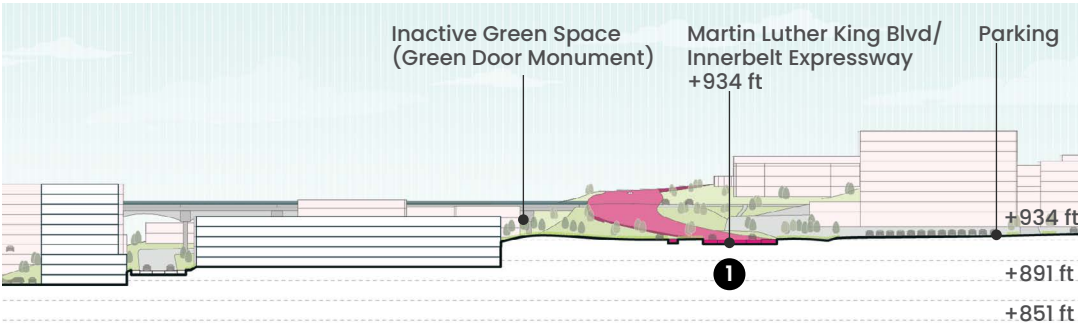 Inactive Green Space
(Green Door Monument)
Martin Luther King Blvd/
Innerbelt Expressway
+934 ft
Parking
+934 ft
+891 ft
+851 ft
1